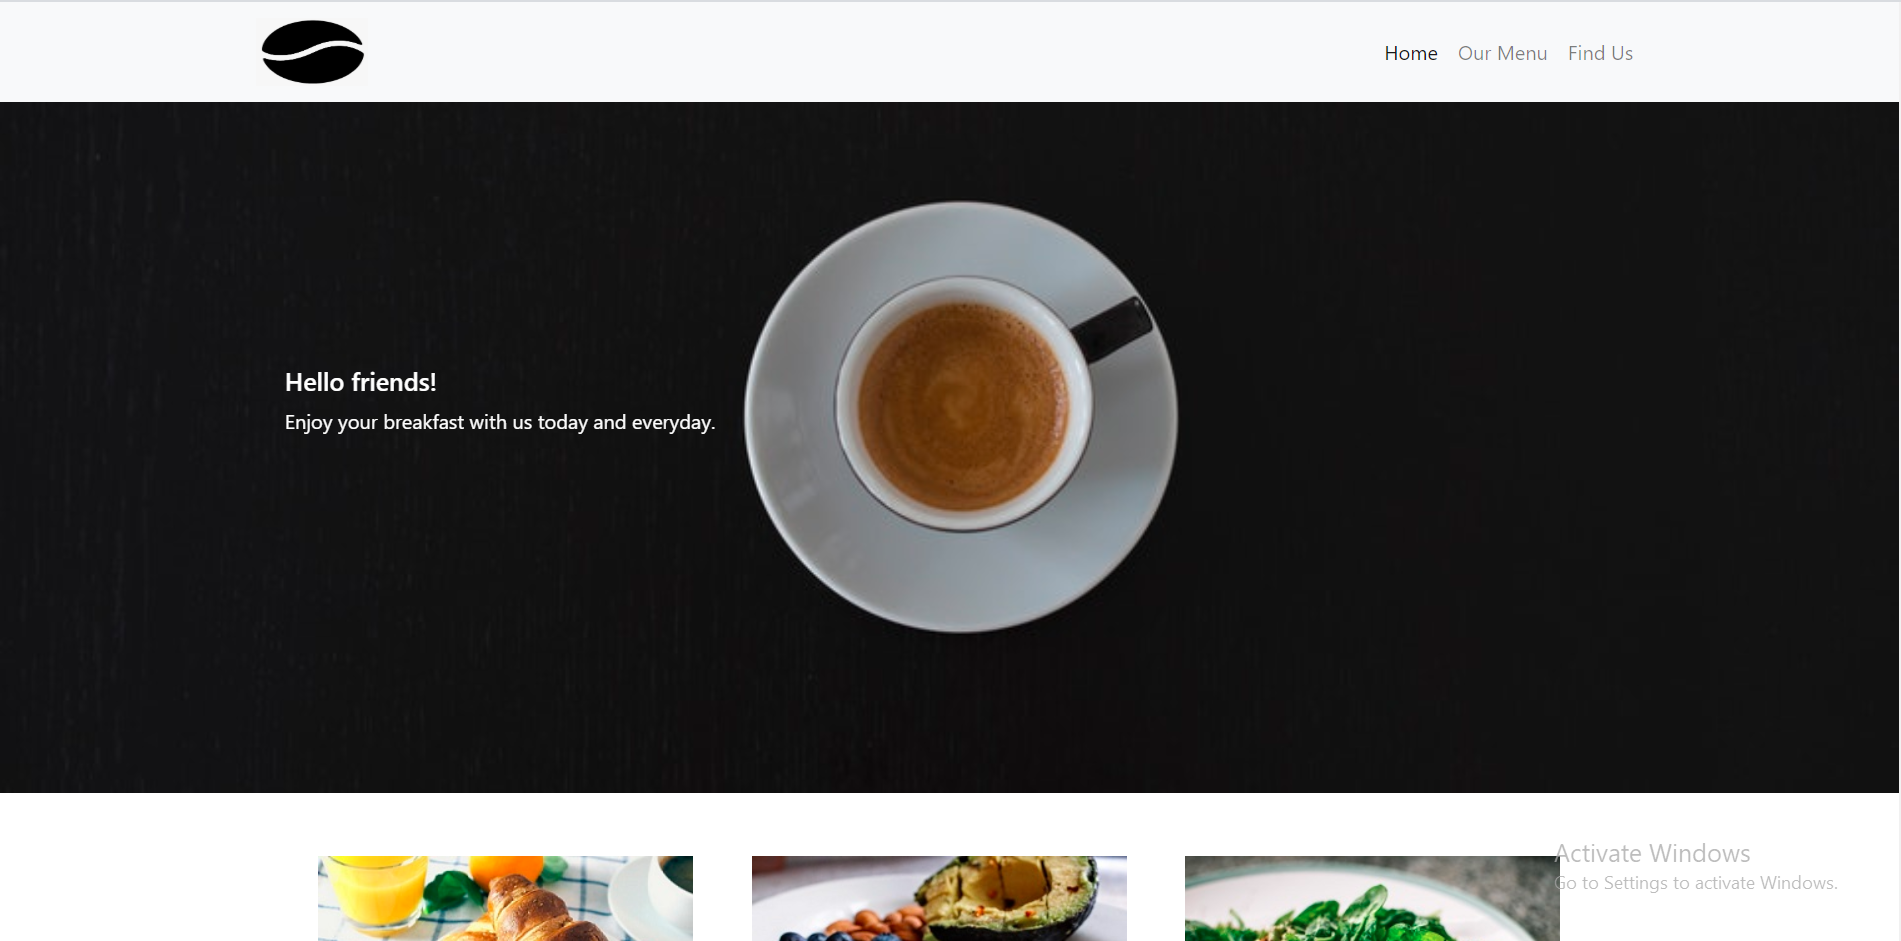 Home Our Menu Find Us
Hello friends!
Enjoy your breakfast with us today and everyday.
Activate Windows
Go to Settings to activate Windows.